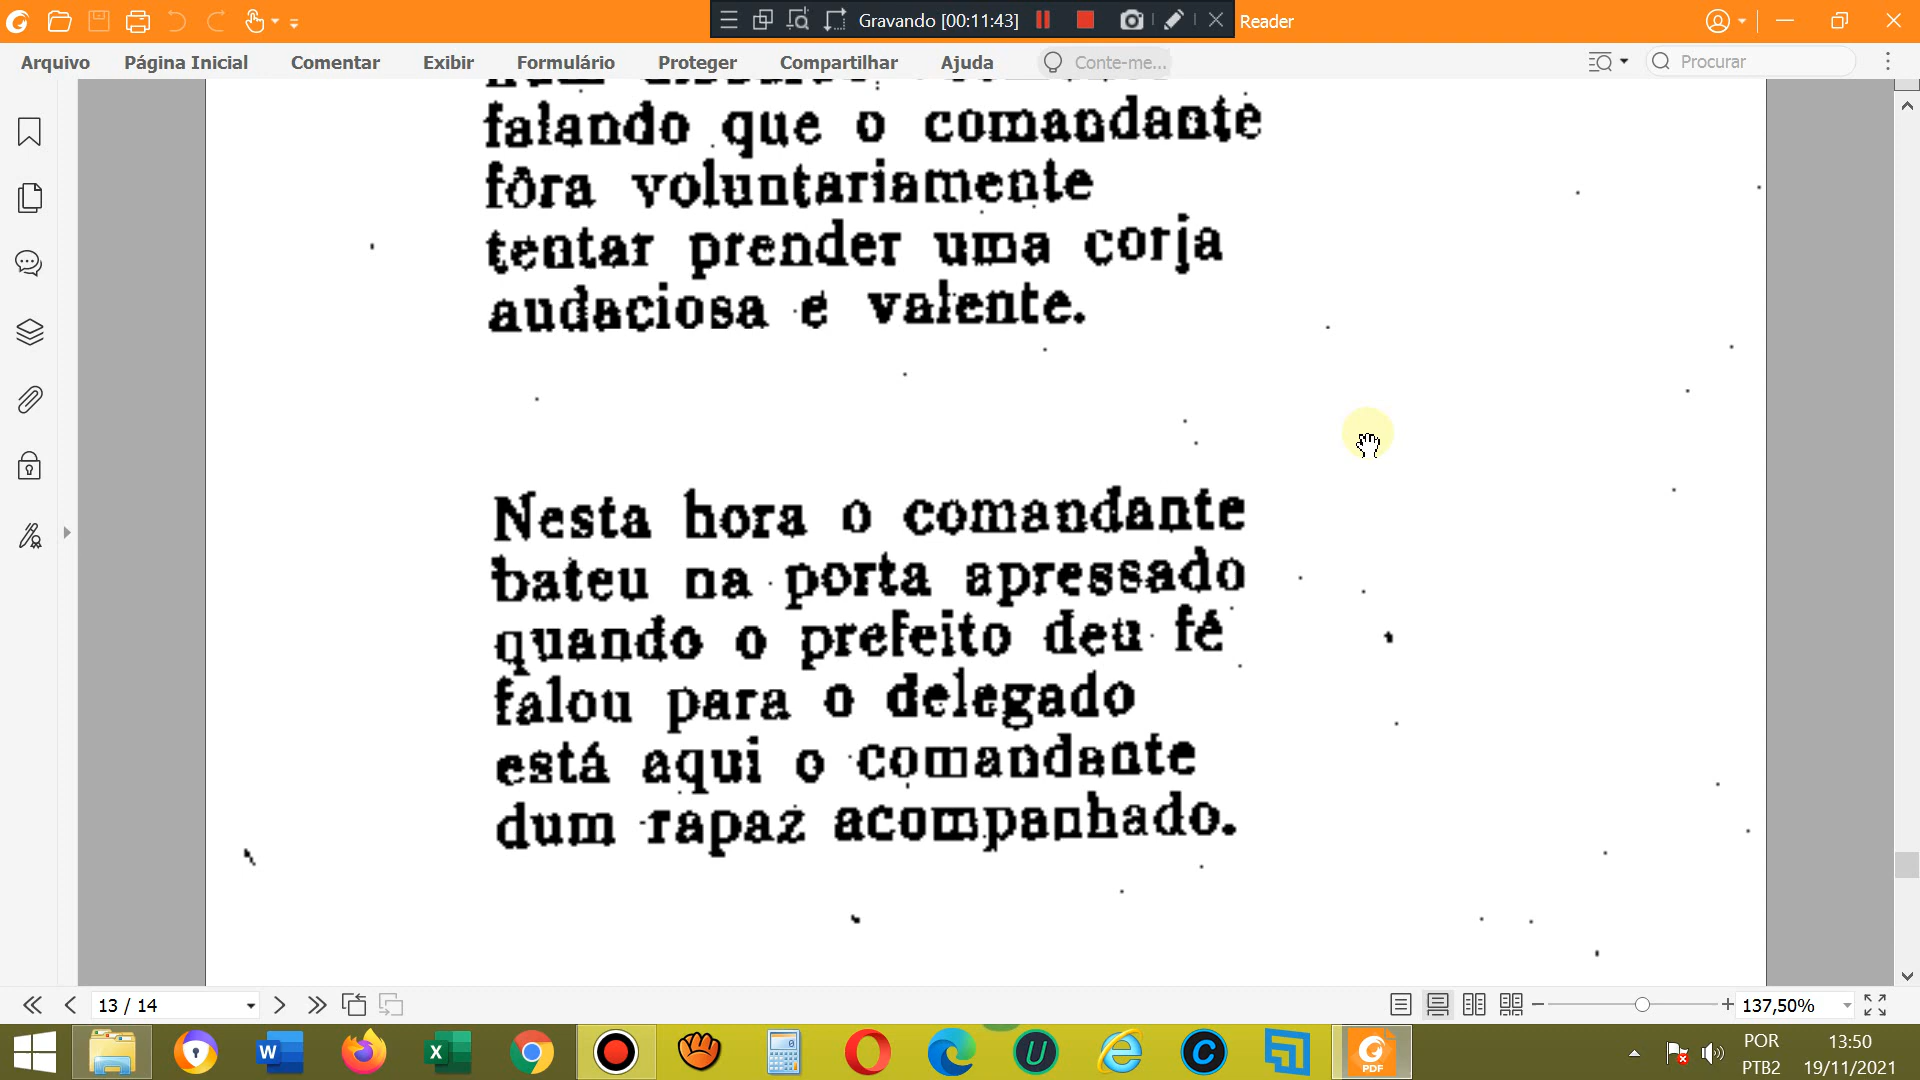 Gravando [00:11:43]
Reader
Arquivo Página Inicial Comentar Exibir Formulário Proteger Compartilhar Ajuda Conte-me... Procurar
falando que o comandante
fôra voluntariamente
tentar prender uma corja
audaciosa e valente.
Nesta hora o comandante
bateu na porta apressado
quando o prefeito deu fé
falou para o delegado
está aqui o comandante
dum rapaz acompanhado.
13 / 14
137,50%
POR
PTB2
13:50
19/11/2021